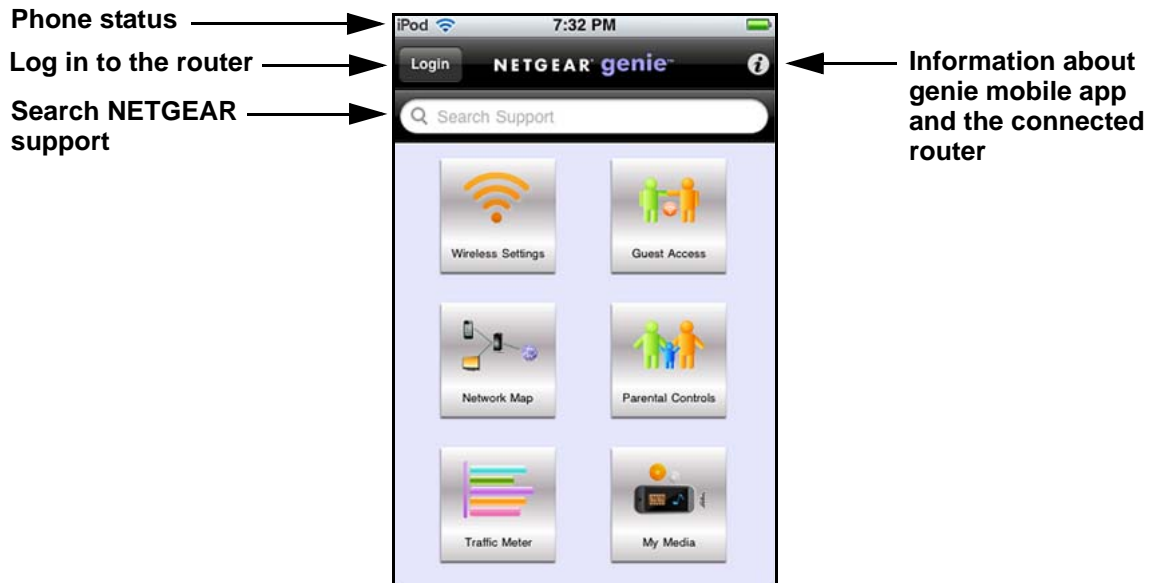 Phone status
Log in to the router
Search NETGEAR
support
iPod 7:32 PM
Login NETGEAR® genie™
Search Support
Information about
genie mobile app
and the connected
router
Wireless Settings
Guest Access
Network Map
Parental Controls
Traffic Meter
My Media